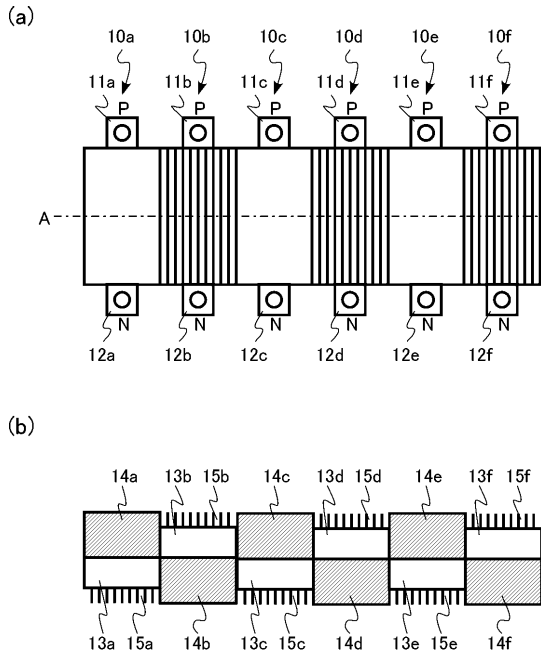 (a)
10a 10b 10c 10d 10e 10f
11a 11b 11c 11d 11e 11f
P P P P P P
A
N N N N N N
12a 12b 12c 12d 12e 12f
(b)
14a 13b 15b 14c 13d 15d 14e 13f 15f
13a 15a 14b 13c 15c 14d 13e 15e 14f